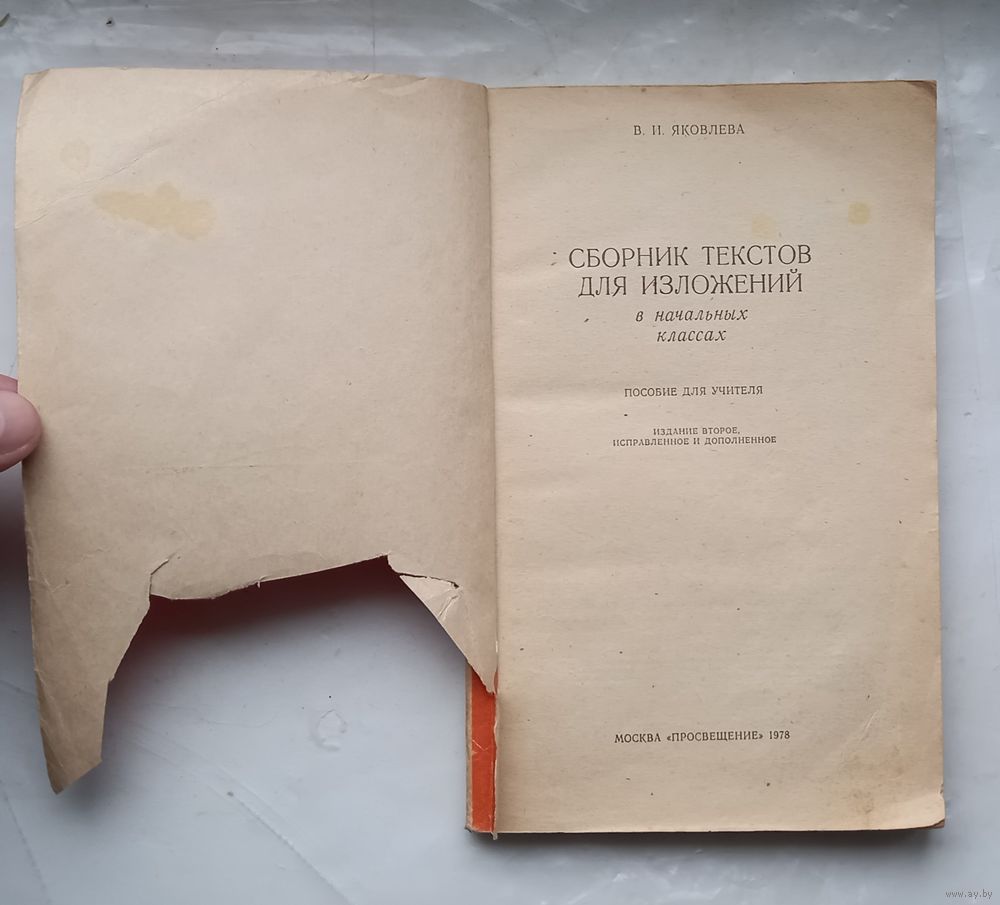 В. И. ЯКОВЛЕВА
СБОРНИК ТЕКСТОВ
ДЛЯ ИЗЛОЖЕНИЙ
в начальных
классах
ПОСОБИЕ ДЛЯ УЧИТЕЛЯ
ИЗДАНИЕ ВТОРОЕ,
ИСПРАВЛЕННОЕ И ДОПОЛНЕННОЕ
МОСКВА «ПРОСВЕЩЕНИЕ» 1978
www.ay.by